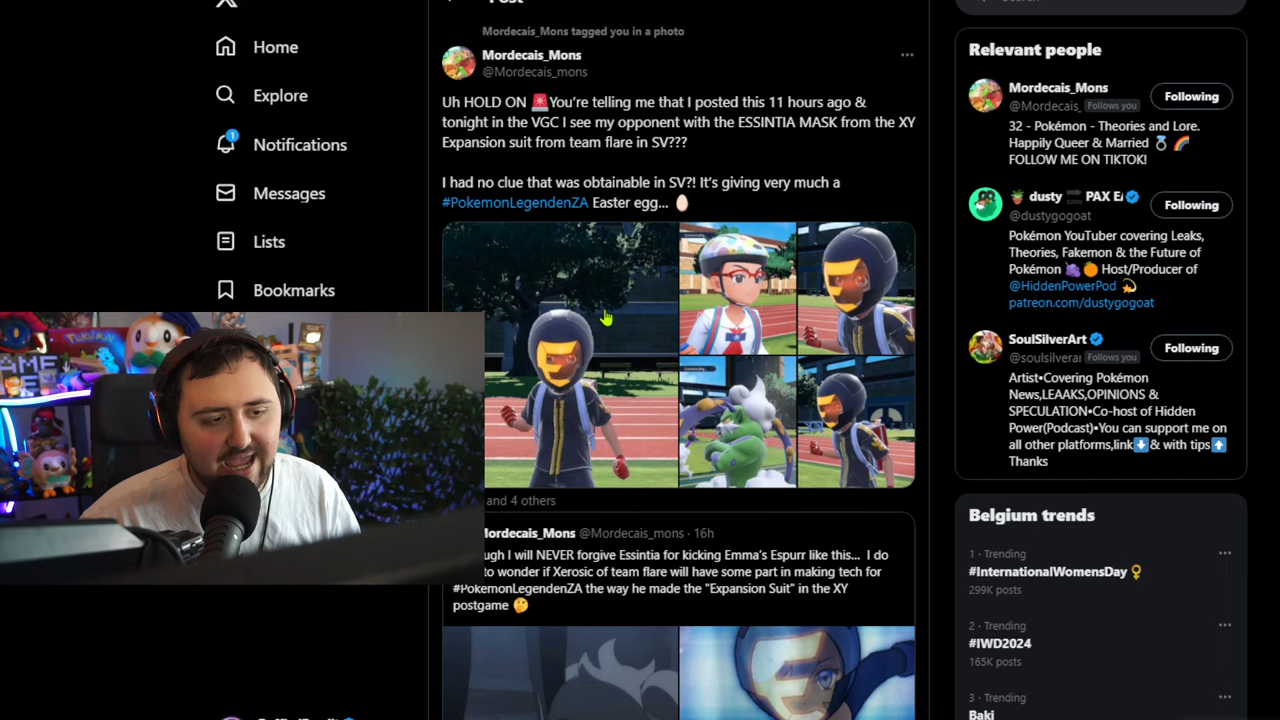 Post
Search
Home
Explore
1
Notifications
Messages
Lists
Bookmarks
Mordecais_Mons tagged you in a photo
Mordecais_Mons
@Mordecais_mons
Uh HOLD ON 🚨You're telling me that I posted this 11 hours ago &
tonight in the VGC I see my opponent with the ESSINTIA MASK from the XY
Expansion suit from team flare in SV???
I had no clue that was obtainable in SV?! It's giving very much a
#PokemonLegendenZA Easter egg... 🥚
and 4 others
ordecais_Mons @Mordecais_mons · 16h
ugh I will NEVER forgive Essintia for kicking Emma's Espurr like this... I do
to wonder if Xerosic of team flare will have some part in making tech for
#PokemonLegendenZA the way he made the "Expansion Suit" in the XY
postgame 🤔
Relevant people
Mordecais_Mons
@Mordecais_ Follows you
Following
32 - Pokémon - Theories and Lore.
Happily Queer & Married 💍 🏳️‍🌈
FOLLOW ME ON TIKTOK!
🪴 dusty 🔜 PAX EA
@dustygogoat
Following
Pokémon YouTuber covering Leaks,
Theories, Fakemon & the Future of
Pokémon 🍇🍊 Host/Producer of
@HiddenPowerPod 💫
patreon.com/dustygogoat
SoulSilverArt
@soulsilverar Follows you
Following
Artist•Covering Pokémon
News,LEAAKS,OPINIONS &
SPECULATION•Co-host of Hidden
Power(Podcast)•You can support me on
all other platforms,link⬇️& with tips⬆️
Thanks
Belgium trends
1 · Trending
#InternationalWomensDay ♀
299K posts
2 · Trending
#IWD2024
165K posts
3 · Trending
Baki